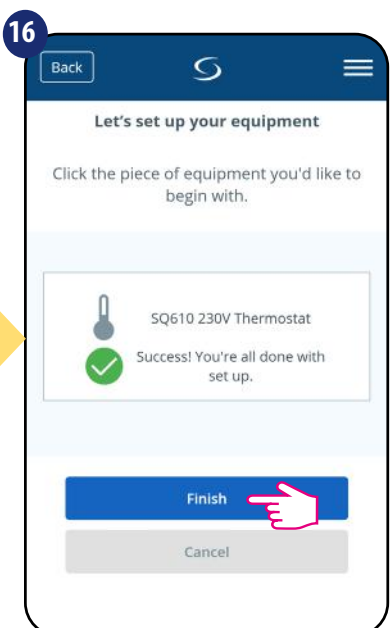 16
Back
Let's set up your equipment
Click the piece of equipment you'd like to
begin with.
SQ610 230V Thermostat
Success! You're all done with
set up.
Finish
Cancel